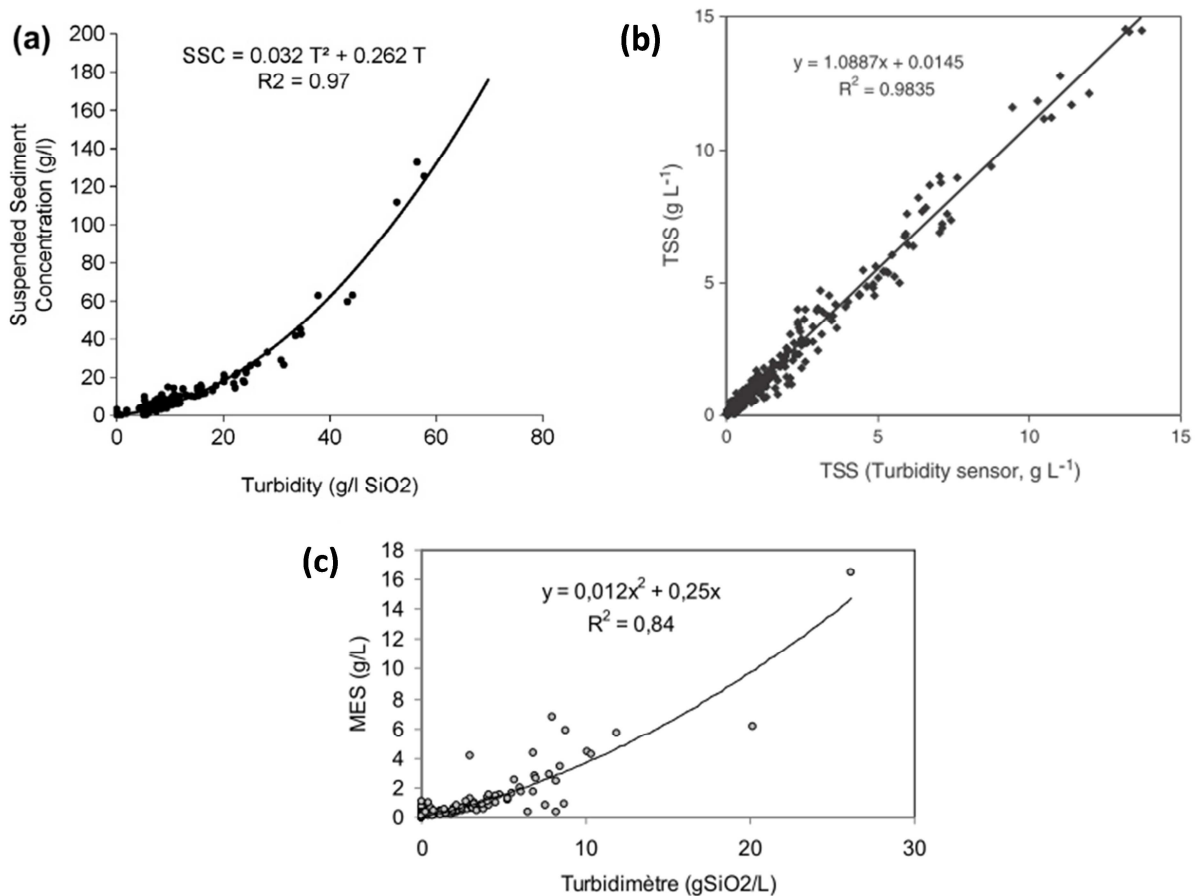 (a)
SSC = 0.032 T² + 0.262 T
R2 = 0.97
Suspended Sediment
Concentration (g/l)
200
180
160
140
120
100
80
60
40
20
0
0 20 40 60 80
Turbidity (g/l SiO2)
(b)
y = 1.0887x + 0.0145
R² = 0.9835
TSS (g L⁻¹)
15
10
5
0
0 5 10 15
TSS (Turbidity sensor, g L⁻¹)
(c)
y = 0,012x² + 0,25x
R² = 0,84
MES (g/L)
18
16
14
12
10
8
6
4
2
0
0 10 20 30
Turbidimètre (gSiO2/L)